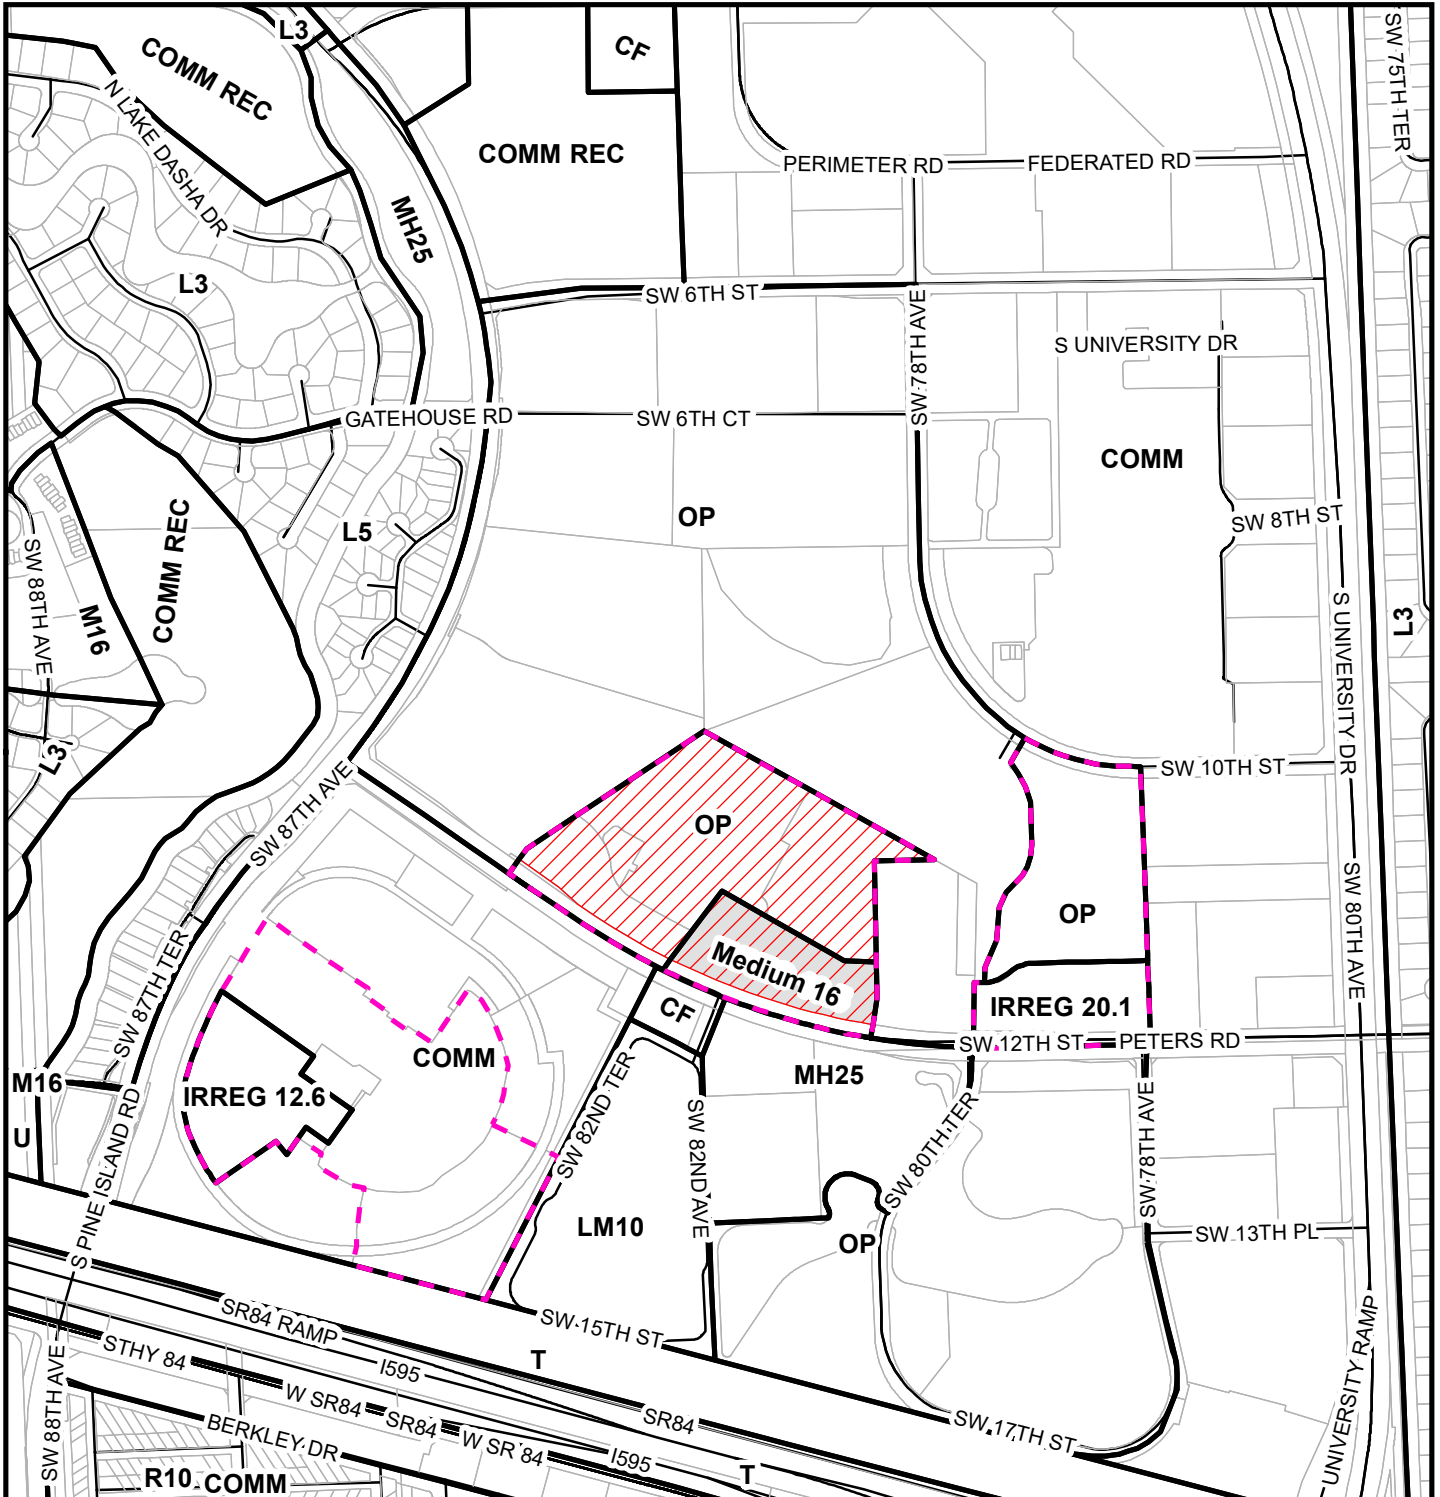 L3
COMM REC
CF
SW 75TH TER
N LAKE DASHA DR
COMM REC
PERIMETER RD
FEDERATED RD
MH25
L3
SW 6TH ST
SW 78TH AVE
S UNIVERSITY DR
GATEHOUSE RD
SW 6TH CT
COMM
OP
SW 8TH ST
L5
COMM REC
SW 88TH AVE
M16
L3
S UNIVERSITY DR
L3
SW 10TH ST
SW 87TH AVE
OP
OP
SW 80TH AVE
Medium 16
SW 87TH TER
CF
IRREG 20.1
SW 12TH ST
PETERS RD
COMM
MH25
M16
IRREG 12.6
SW 82ND TER
SW 82ND AVE
SW 80TH TER
SW 78TH AVE
U
S PINE ISLAND RD
LM10
OP
SW 13TH PL
SR84 RAMP
SW 15TH ST
STHY 84
I595
T
W SR84
SR84
W SR 84
SR84
SW 17TH ST
UNIVERSITY RAMP
SW 88TH AVE
BERKLEY DR
I595
T
R10
COMM